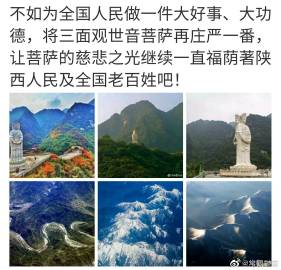 不如为全国人民做一件大好事、大功
德，将三面观世音菩萨再庄严一番，
让菩萨的慈悲之光继续一直福荫著陕
西人民及全国老百姓吧！